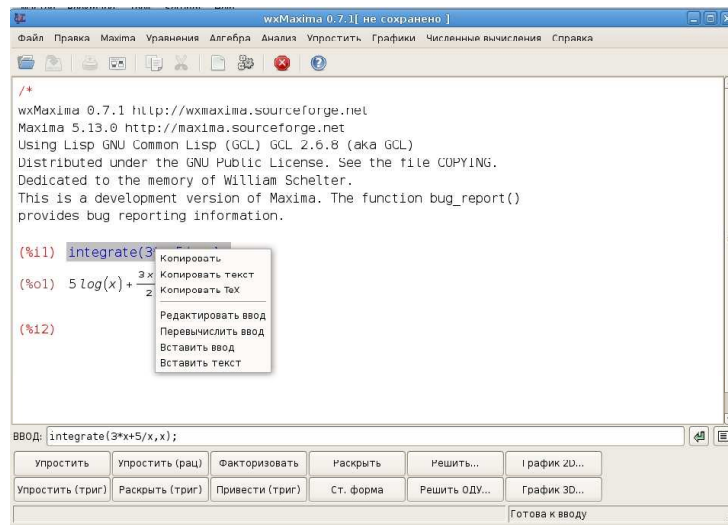 wxMaxima 0.7.1[ не сохранено ]
Файл Правка Maxima Уравнения Алгебра Анализ Упростить Графики Численные вычисления Справка
/*
wxMaxima 0.7.1 http://wxmaxima.sourceforge.net
Maxima 5.13.0 http://maxima.sourceforge.net
Using Lisp GNU Common Lisp (GCL) GCL 2.6.8 (aka GCL)
Distributed under the GNU Public License. See the file COPYING.
Dedicated to the memory of William Schelter.
This is a development version of Maxima. The function bug_report()
provides bug reporting information.
(%i1) integrate(3*
(%o1) 5 log(x) + 3 x / 2
(%i2)
Копировать
Копировать текст
Копировать TeX
Редактировать ввод
Перевычислить ввод
Вставить ввод
Вставить текст
ВВОД: integrate(3*x+5/x,x);
Упростить Упростить (рац) Факторизовать Раскрыть Решить... График 2D...
Упростить (триг) Раскрыть (триг) Привести (триг) Ст. форма Решить ОДУ... График 3D...
Готова к вводу